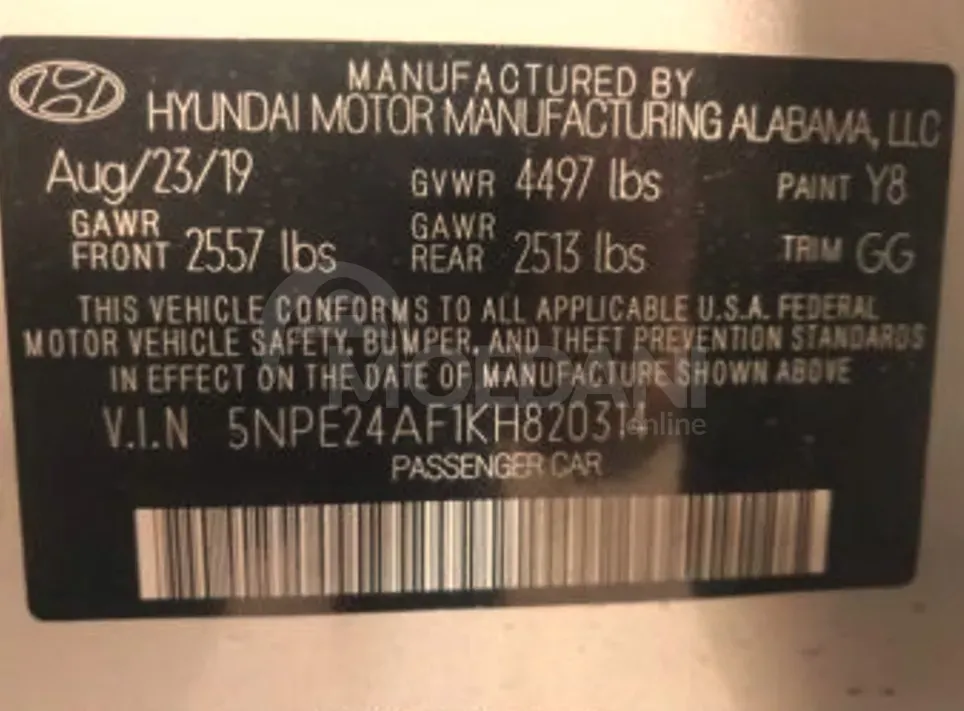 MANUFACTURED BY
HYUNDAI MOTOR MANUFACTURING ALABAMA, LLC
Aug/23/19 GVWR 4497 lbs PAINT Y8
GAWR FRONT 2557 lbs GAWR REAR 2513 lbs TRIM GG
THIS VEHICLE CONFORMS TO ALL APPLICABLE U.S.A. FEDERAL
MOTOR VEHICLE SAFETY, BUMPER, AND THEFT PREVENTION STANDARDS
IN EFFECT ON THE DATE OF MANUFACTURE SHOWN ABOVE
MOLDANI
online
V.I.N 5NPE24AF1KH820314
PASSENGER CAR